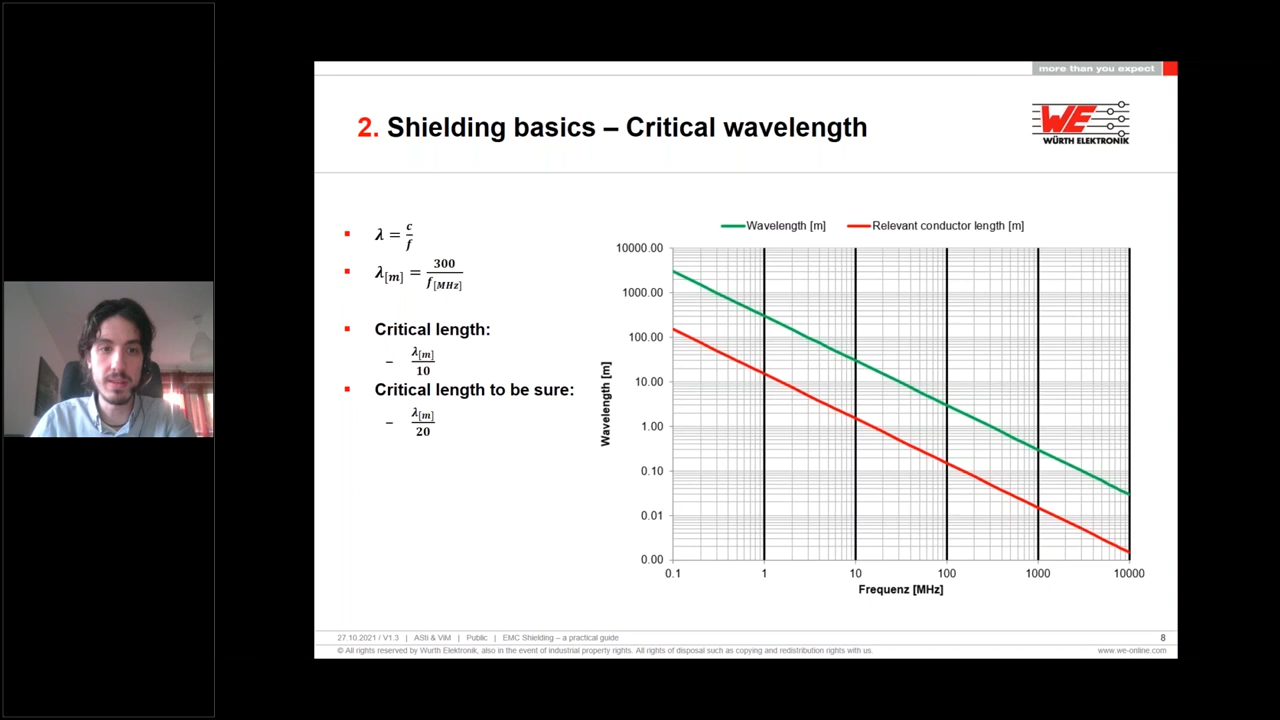 more than you expect
2. Shielding basics – Critical wavelength
WE
WÜRTH ELEKTRONIK
λ = c/f
λ[m] = 300/f[MHz]
Critical length:
– λ[m]/10
Critical length to be sure:
– λ[m]/20
Wavelength [m]
Relevant conductor length [m]
10000.00
1000.00
100.00
10.00
1.00
0.10
0.01
0.00
Wavelength [m]
0.1 1 10 100 1000 10000
Frequenz [MHz]
27.10.2021 / V1.3 | ASti & ViM | Public | EMC Shielding – a practical guide
8
© All rights reserved by Wurth Elektronik, also in the event of industrial property rights. All rights of disposal such as copying and redistribution rights with us.
www.we-online.com